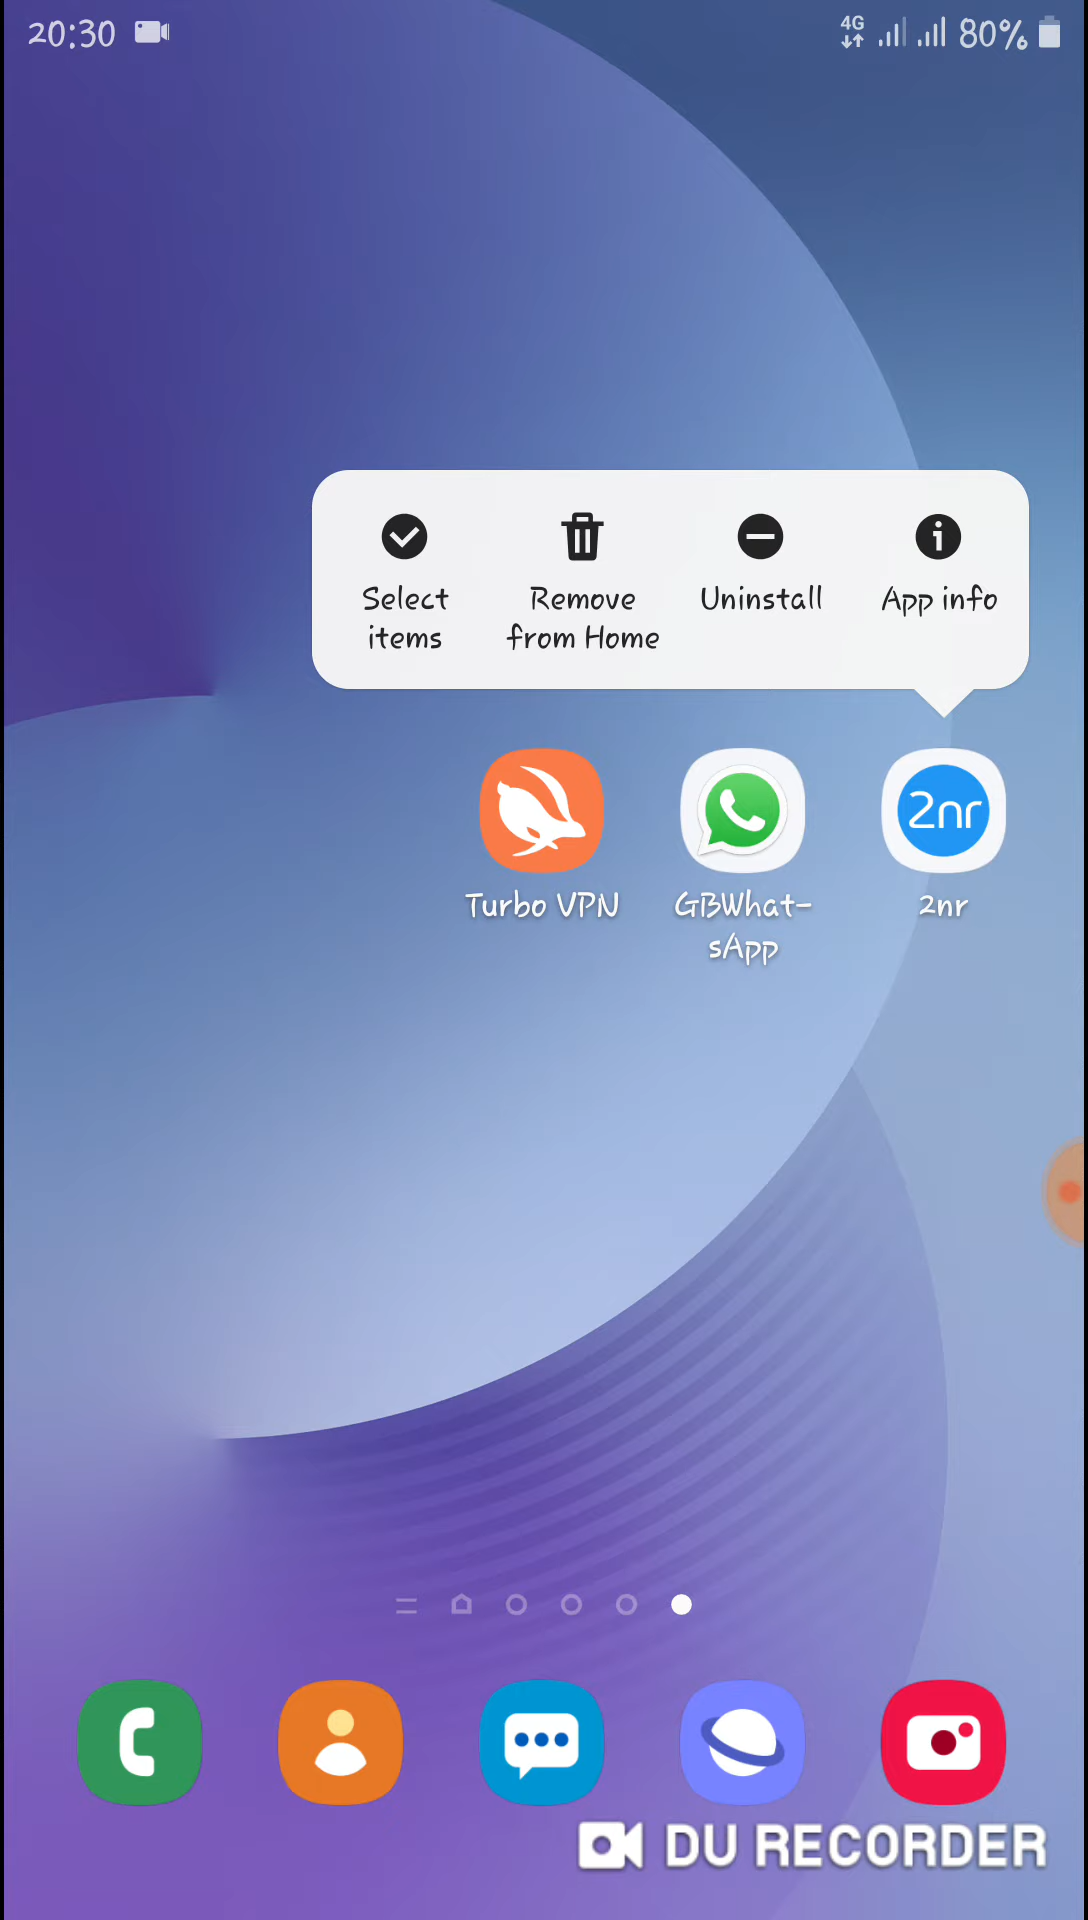 20:30
4G
80%
Select
items
Remove
from Home
Uninstall
App info
2nr
Turbo VPN
GBWhat-
sApp
2nr
DU RECORDER